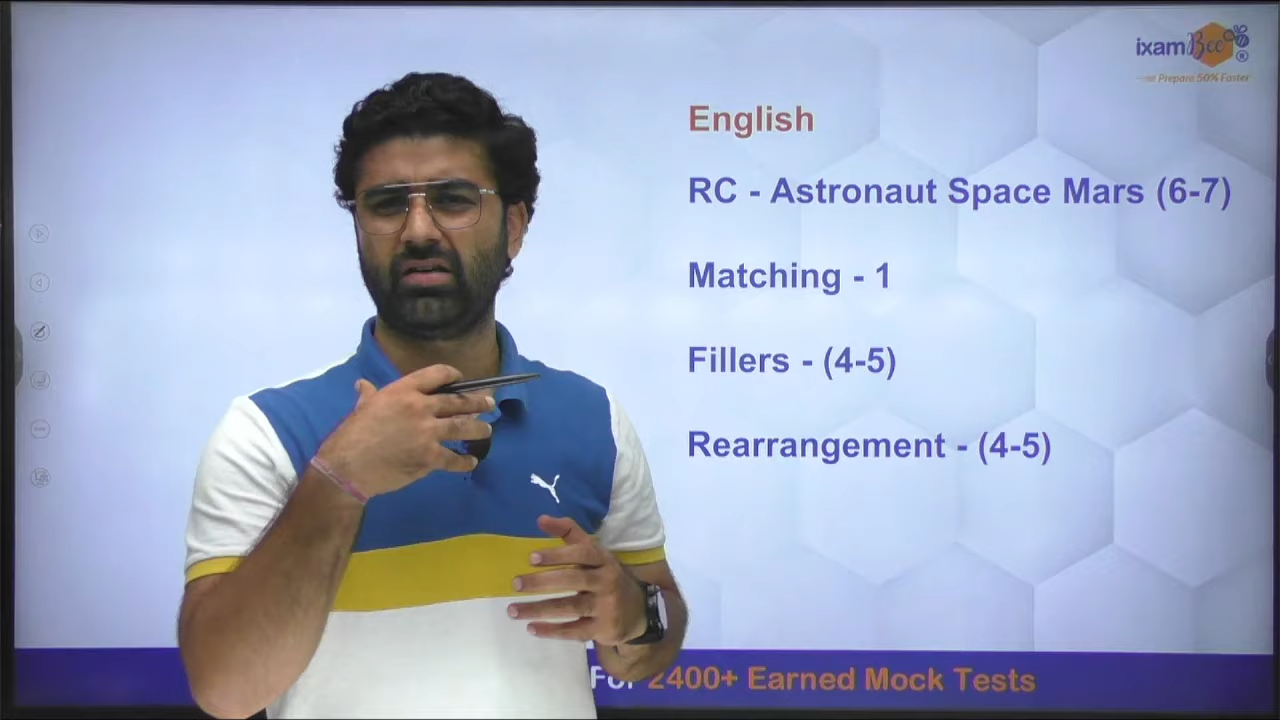 ixamBee
Prepare 50% Faster
English
RC - Astronaut Space Mars (6-7)
Matching - 1
Fillers - (4-5)
Rearrangement - (4-5)
For 2400+ Earned Mock Tests